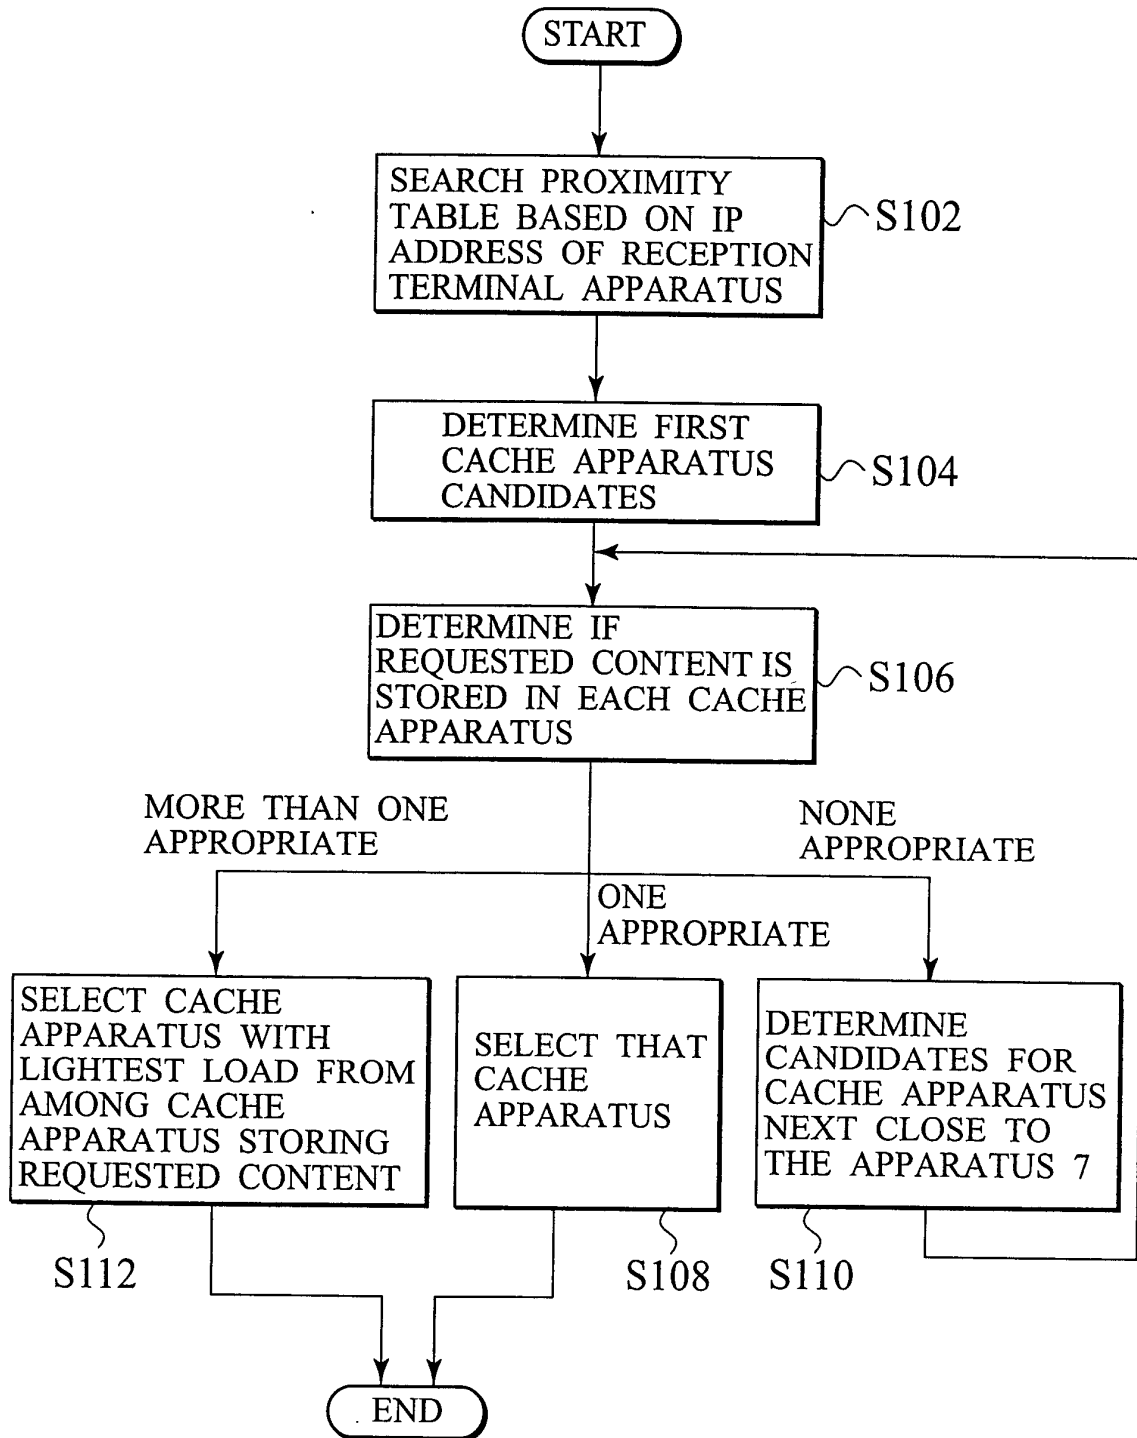 START
SEARCH PROXIMITY
TABLE BASED ON IP
ADDRESS OF RECEPTION
TERMINAL APPARATUS
S102
DETERMINE FIRST
CACHE APPARATUS
CANDIDATES
S104
DETERMINE IF
REQUESTED CONTENT IS
STORED IN EACH CACHE
APPARATUS
S106
MORE THAN ONE
APPROPRIATE
ONE
APPROPRIATE
NONE
APPROPRIATE
SELECT CACHE
APPARATUS WITH
LIGHTEST LOAD FROM
AMONG CACHE
APPARATUS STORING
REQUESTED CONTENT
S112
SELECT THAT
CACHE
APPARATUS
S108
DETERMINE
CANDIDATES FOR
CACHE APPARATUS
NEXT CLOSE TO
THE APPARATUS 7
S110
END